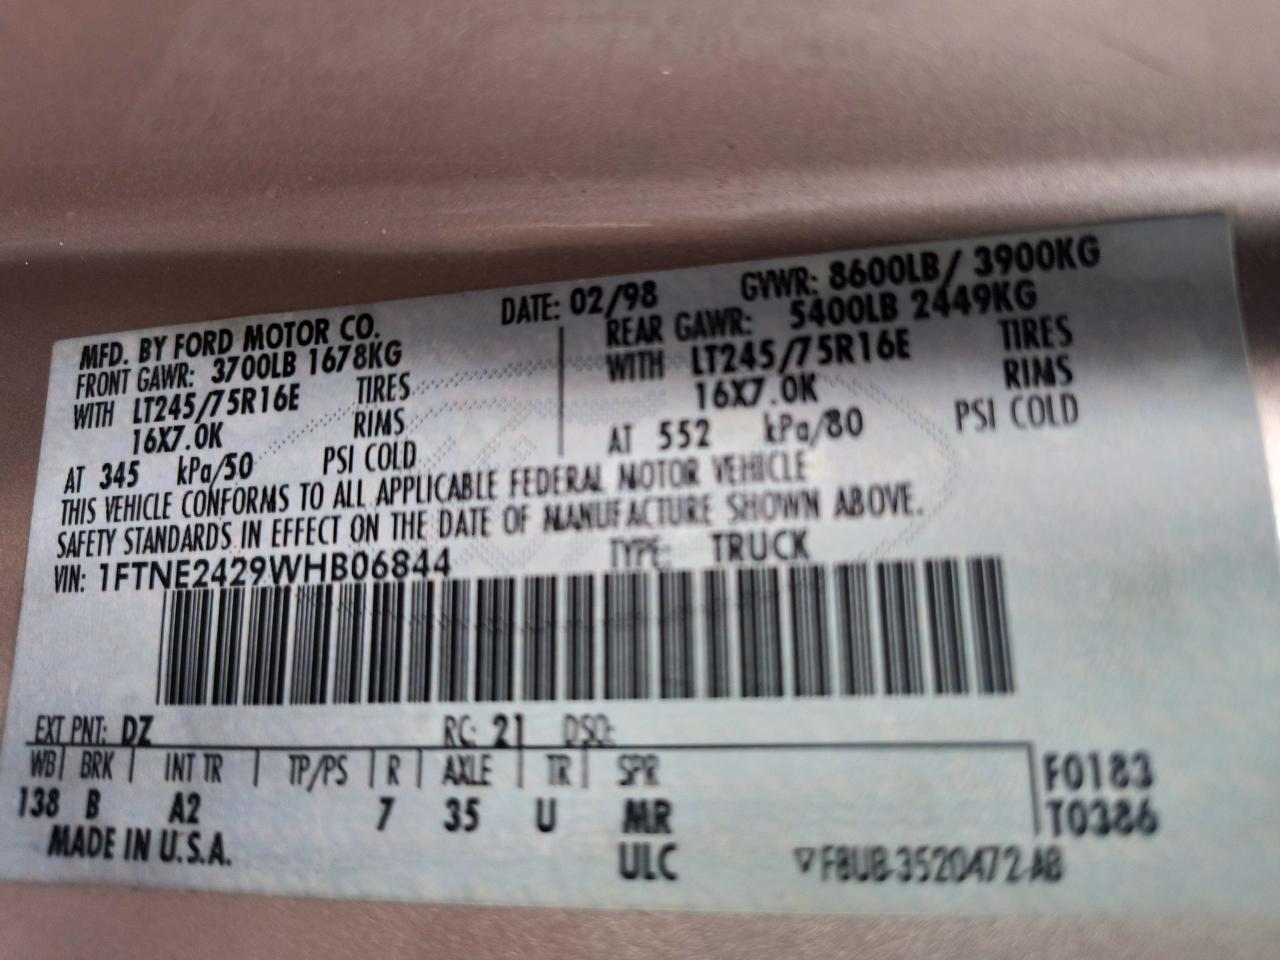 MFD. BY FORD MOTOR CO. DATE: 02/98 GVWR: 8600LB/ 3900KG
FRONT GAWR: 3700LB 1678KG REAR GAWR: 5400LB 2449KG
WITH LT245/75R16E TIRES WITH LT245/75R16E TIRES
16X7.0K RIMS 16X7.0K RIMS
AT 345 kPa/50 PSI COLD AT 552 kPa/80 PSI COLD
THIS VEHICLE CONFORMS TO ALL APPLICABLE FEDERAL MOTOR VEHICLE
SAFETY STANDARDS IN EFFECT ON THE DATE OF MANUFACTURE SHOWN ABOVE.
VIN: 1FTNE2429WHB06844 TYPE: TRUCK
EXT PNT: DZ RC: 21 DSO:
WB BRK INT TR TP/PS R AXLE TR SPR F0183
138 B A2 7 35 U MR T0386
MADE IN U.S.A. ULC ▽F8UB-3520472-AB